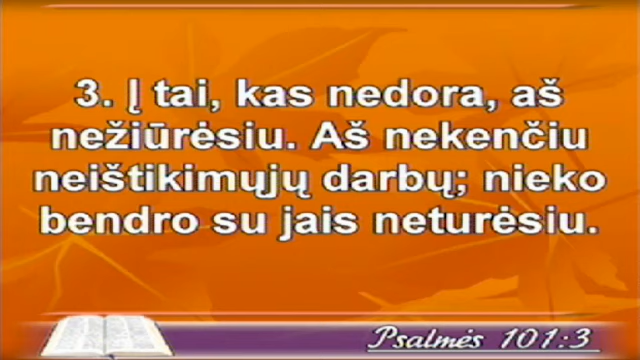 3. Į tai, kas nedora, aš
nežiūrėsiu. Aš nekenčiu
neištikimųjų darbų; nieko
bendro su jais neturėsiu.
Psalmės 101:3